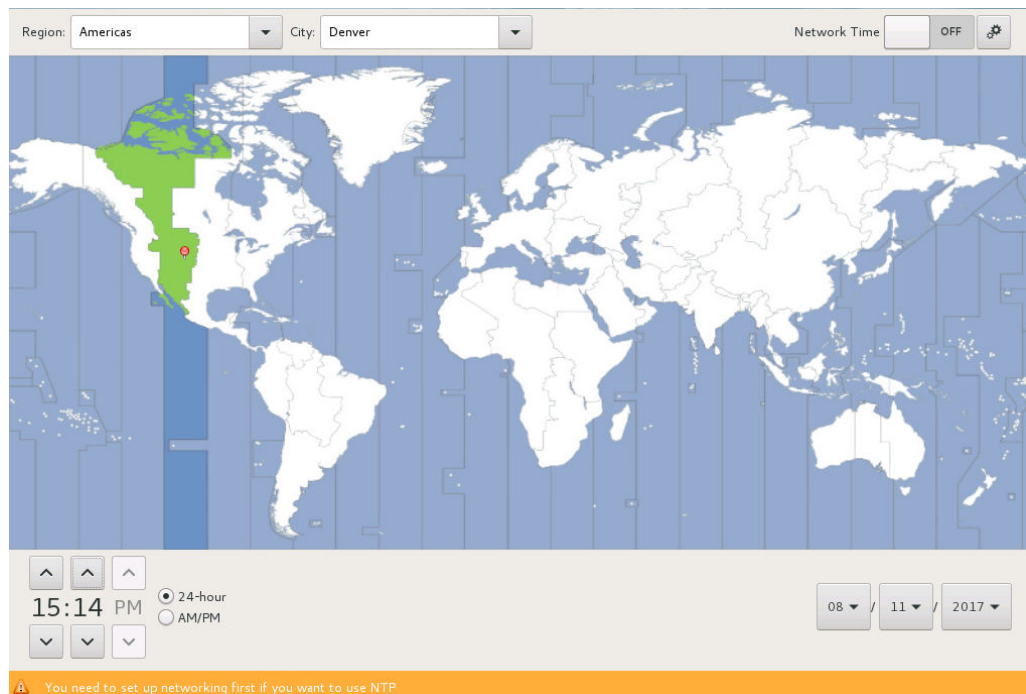 Region: Americas City: Denver Network Time OFF
15:14 PM
24-hour
AM/PM
08 / 11 / 2017
You need to set up networking first if you want to use NTP